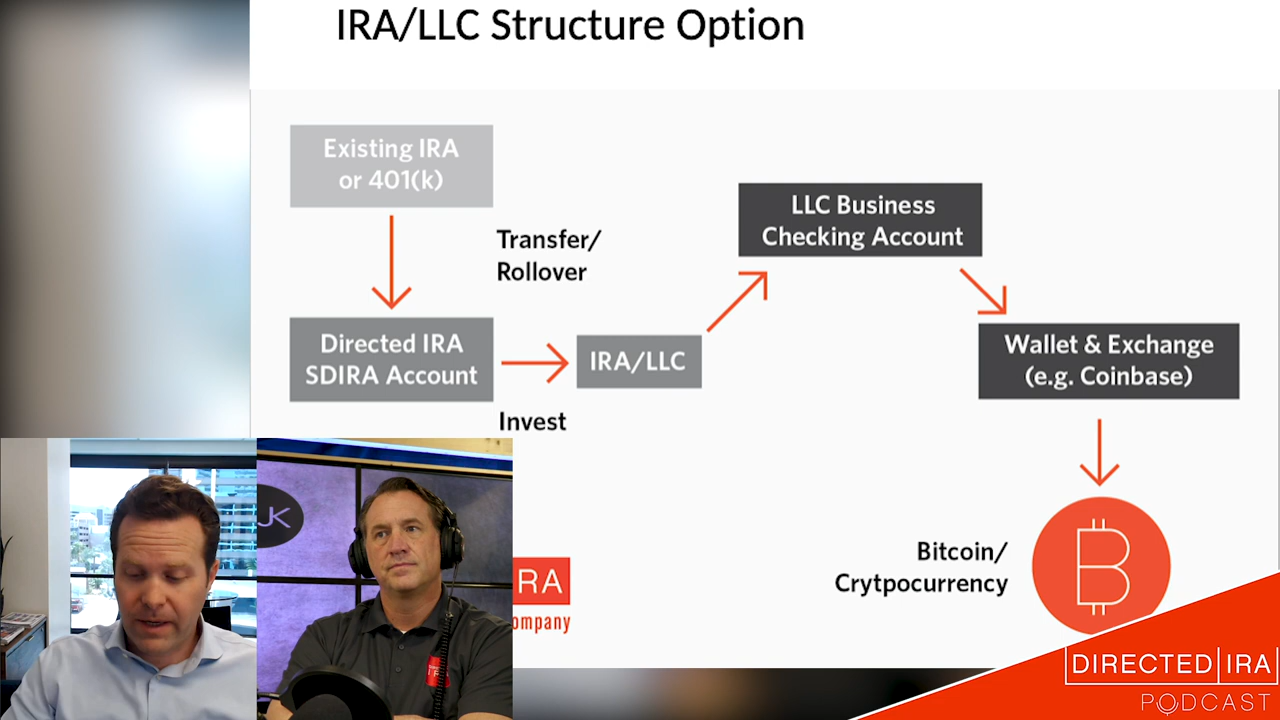 IRA/LLC Structure Option
Existing IRA
or 401(k)
Transfer/
Rollover
Directed IRA
SDIRA Account
Invest
IRA/LLC
LLC Business
Checking Account
Wallet & Exchange
(e.g. Coinbase)
Bitcoin/
Crytpocurrency
JK
RA
ompany
DIRECTED|IRA
PODCAST